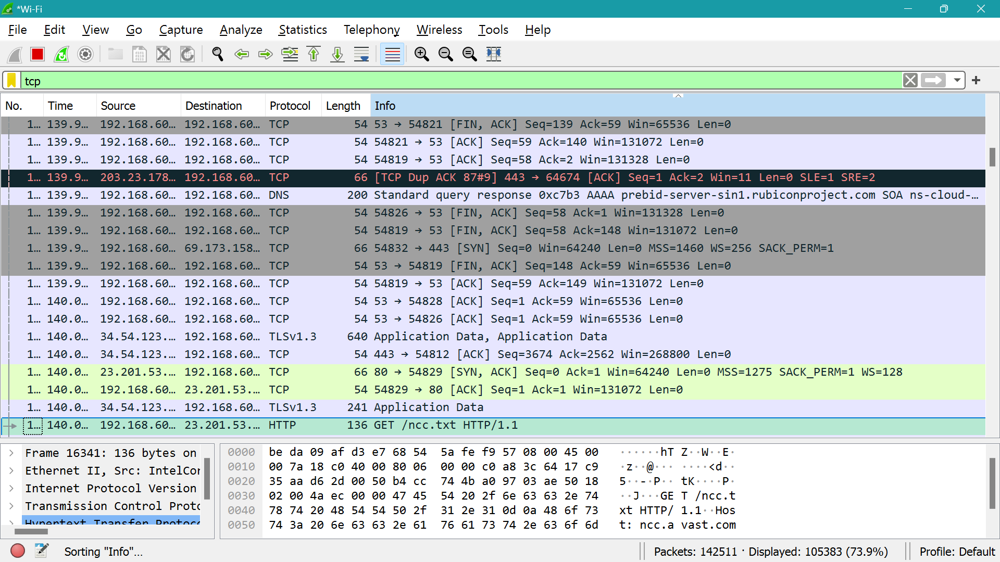 *Wi-Fi
File Edit View Go Capture Analyze Statistics Telephony Wireless Tools Help
tcp
No. Time Source Destination Protocol Length Info
1… 139.9… 192.168.60… 192.168.60… TCP 54 53 → 54821 [FIN, ACK] Seq=139 Ack=59 Win=65536 Len=0
1… 139.9… 192.168.60… 192.168.60… TCP 54 54821 → 53 [ACK] Seq=59 Ack=140 Win=131072 Len=0
1… 139.9… 192.168.60… 192.168.60… TCP 54 54819 → 53 [ACK] Seq=58 Ack=2 Win=131328 Len=0
1… 139.9… 203.23.178… 192.168.60… TCP 66 [TCP Dup ACK 87#9] 443 → 64674 [ACK] Seq=1 Ack=2 Win=11 Len=0 SLE=1 SRE=2
1… 139.9… 192.168.60… 192.168.60… DNS 200 Standard query response 0xc7b3 AAAA prebid-server-sin1.rubiconproject.com SOA ns-cloud-…
1… 139.9… 192.168.60… 192.168.60… TCP 54 54826 → 53 [FIN, ACK] Seq=58 Ack=1 Win=131328 Len=0
1… 139.9… 192.168.60… 192.168.60… TCP 54 54819 → 53 [FIN, ACK] Seq=58 Ack=148 Win=131072 Len=0
1… 139.9… 192.168.60… 69.173.158… TCP 66 54832 → 443 [SYN] Seq=0 Win=64240 Len=0 MSS=1460 WS=256 SACK_PERM=1
1… 139.9… 192.168.60… 192.168.60… TCP 54 53 → 54819 [FIN, ACK] Seq=148 Ack=59 Win=65536 Len=0
1… 139.9… 192.168.60… 192.168.60… TCP 54 54819 → 53 [ACK] Seq=59 Ack=149 Win=131072 Len=0
1… 140.0… 192.168.60… 192.168.60… TCP 54 53 → 54828 [ACK] Seq=1 Ack=59 Win=65536 Len=0
1… 140.0… 192.168.60… 192.168.60… TCP 54 53 → 54826 [ACK] Seq=1 Ack=59 Win=65536 Len=0
1… 140.0… 34.54.123.… 192.168.60… TLSv1.3 640 Application Data, Application Data
1… 140.0… 34.54.123.… 192.168.60… TCP 54 443 → 54812 [ACK] Seq=3674 Ack=2562 Win=268800 Len=0
1… 140.0… 23.201.53.… 192.168.60… TCP 66 80 → 54829 [SYN, ACK] Seq=0 Ack=1 Win=64240 Len=0 MSS=1275 SACK_PERM=1 WS=128
1… 140.0… 192.168.60… 23.201.53.… TCP 54 54829 → 80 [ACK] Seq=1 Ack=1 Win=131072 Len=0
1… 140.0… 34.54.123.… 192.168.60… TLSv1.3 241 Application Data
1… 140.0… 192.168.60… 23.201.53.… HTTP 136 GET /ncc.txt HTTP/1.1
Frame 16341: 136 bytes on
Ethernet II, Src: IntelCor
Internet Protocol Version
Transmission Control Proto
Hypertext Transfer Protoco
0000 be da 09 af d3 e7 68 54 5a fe f9 57 08 00 45 00 ······hT Z··W··E·
0010 00 7a 18 c0 40 00 80 06 00 00 c0 a8 3c 64 17 c9 ·z··@··· ····<d··
0020 35 aa d6 2d 00 50 b4 cc 74 4b a0 97 03 ae 50 18 5··-·P·· tK····P·
0030 02 00 4a ec 00 00 47 45 54 20 2f 6e 63 63 2e 74 ··J···GE T /ncc.t
0040 78 74 20 48 54 54 50 2f 31 2e 31 0d 0a 48 6f 73 xt HTTP/ 1.1··Hos
0050 74 3a 20 6e 63 63 2e 61 76 61 73 74 2e 63 6f 6d t: ncc.a vast.com
Sorting "Info"… Packets: 142511 · Displayed: 105383 (73.9%) Profile: Default